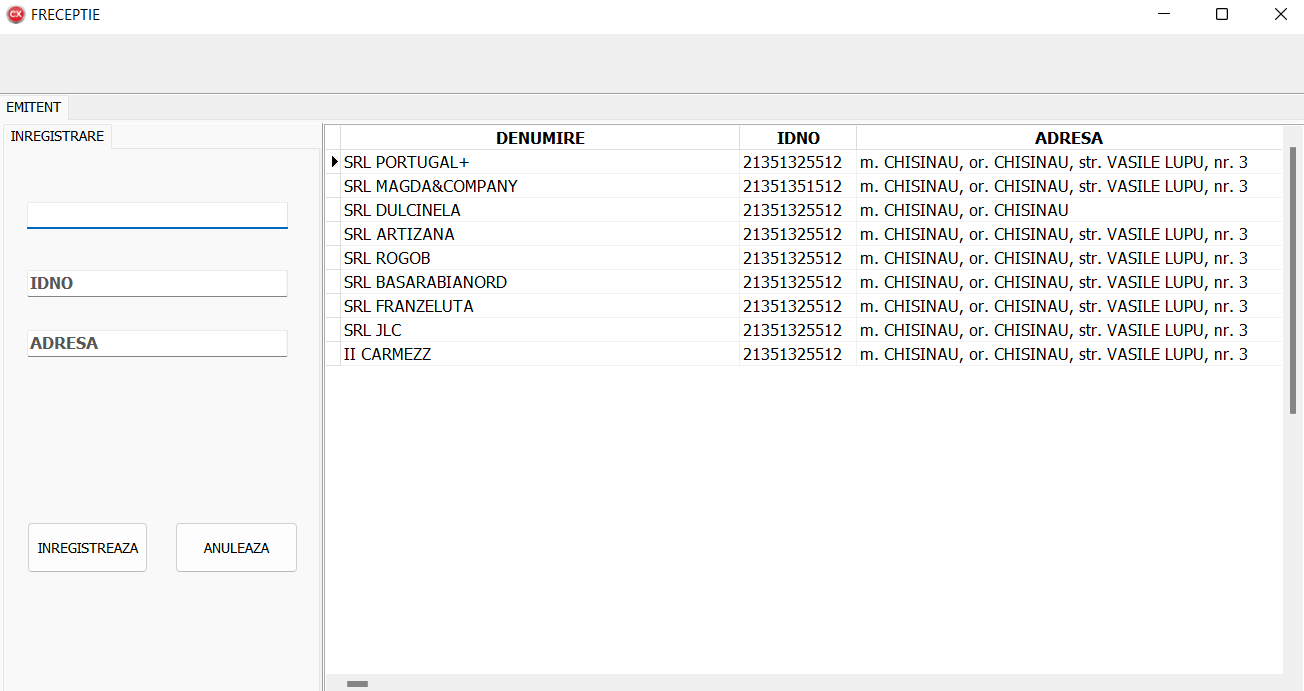 CX FRECEPTIE
EMITENT
INREGISTRARE
IDNO
ADRESA
INREGISTREAZA ANULEAZA
DENUMIRE IDNO ADRESA
SRL PORTUGAL+ 21351325512 m. CHISINAU, or. CHISINAU, str. VASILE LUPU, nr. 3
SRL MAGDA&COMPANY 21351351512 m. CHISINAU, or. CHISINAU, str. VASILE LUPU, nr. 3
SRL DULCINELA 21351325512 m. CHISINAU, or. CHISINAU
SRL ARTIZANA 21351325512 m. CHISINAU, or. CHISINAU, str. VASILE LUPU, nr. 3
SRL ROGOB 21351325512 m. CHISINAU, or. CHISINAU, str. VASILE LUPU, nr. 3
SRL BASARABIANORD 21351325512 m. CHISINAU, or. CHISINAU, str. VASILE LUPU, nr. 3
SRL FRANZELUTA 21351325512 m. CHISINAU, or. CHISINAU, str. VASILE LUPU, nr. 3
SRL JLC 21351325512 m. CHISINAU, or. CHISINAU, str. VASILE LUPU, nr. 3
II CARMEZZ 21351325512 m. CHISINAU, or. CHISINAU, str. VASILE LUPU, nr. 3